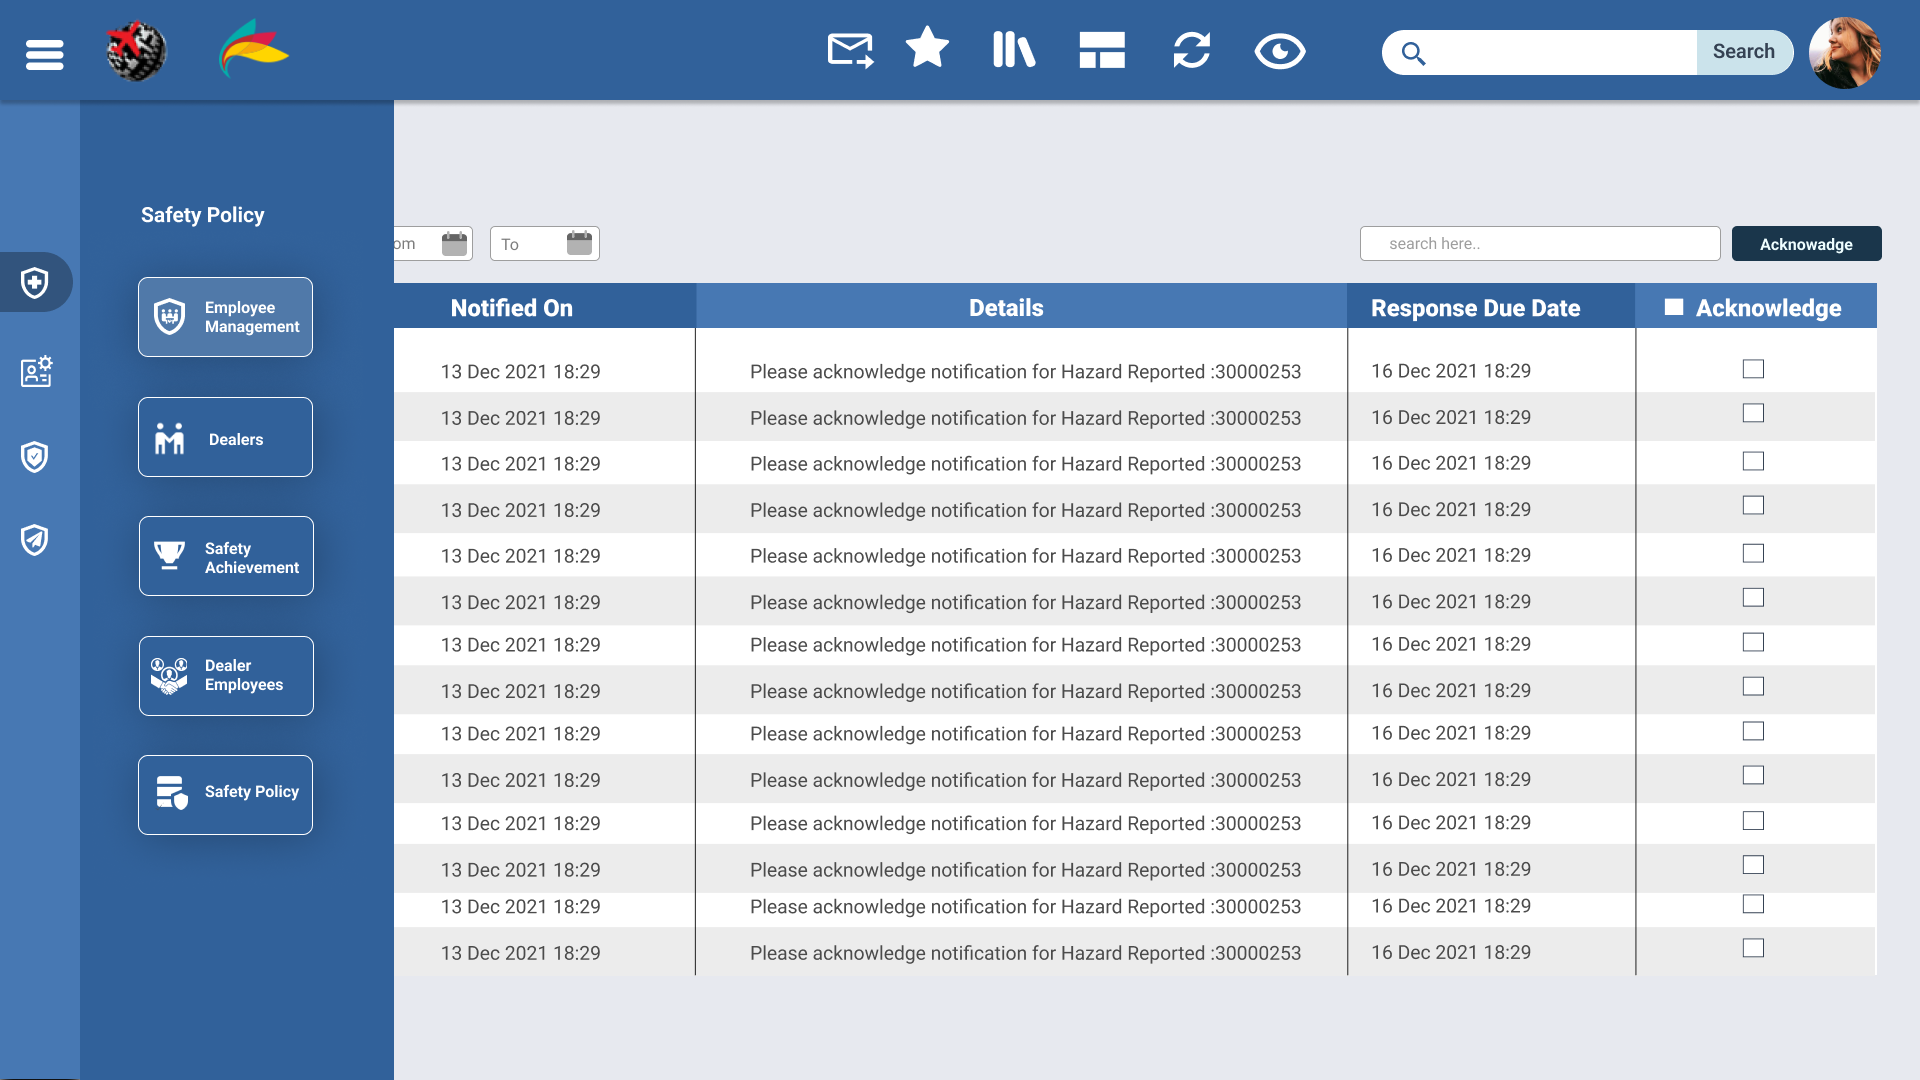 Search
Safety Policy
om
To
search here..
Acknowadge
Employee
Management
Dealers
Safety
Achievement
Dealer
Employees
Safety Policy
Notified On Details Response Due Date Acknowledge
13 Dec 2021 18:29 Please acknowledge notification for Hazard Reported :30000253 16 Dec 2021 18:29
13 Dec 2021 18:29 Please acknowledge notification for Hazard Reported :30000253 16 Dec 2021 18:29
13 Dec 2021 18:29 Please acknowledge notification for Hazard Reported :30000253 16 Dec 2021 18:29
13 Dec 2021 18:29 Please acknowledge notification for Hazard Reported :30000253 16 Dec 2021 18:29
13 Dec 2021 18:29 Please acknowledge notification for Hazard Reported :30000253 16 Dec 2021 18:29
13 Dec 2021 18:29 Please acknowledge notification for Hazard Reported :30000253 16 Dec 2021 18:29
13 Dec 2021 18:29 Please acknowledge notification for Hazard Reported :30000253 16 Dec 2021 18:29
13 Dec 2021 18:29 Please acknowledge notification for Hazard Reported :30000253 16 Dec 2021 18:29
13 Dec 2021 18:29 Please acknowledge notification for Hazard Reported :30000253 16 Dec 2021 18:29
13 Dec 2021 18:29 Please acknowledge notification for Hazard Reported :30000253 16 Dec 2021 18:29
13 Dec 2021 18:29 Please acknowledge notification for Hazard Reported :30000253 16 Dec 2021 18:29
13 Dec 2021 18:29 Please acknowledge notification for Hazard Reported :30000253 16 Dec 2021 18:29
13 Dec 2021 18:29 Please acknowledge notification for Hazard Reported :30000253 16 Dec 2021 18:29
13 Dec 2021 18:29 Please acknowledge notification for Hazard Reported :30000253 16 Dec 2021 18:29